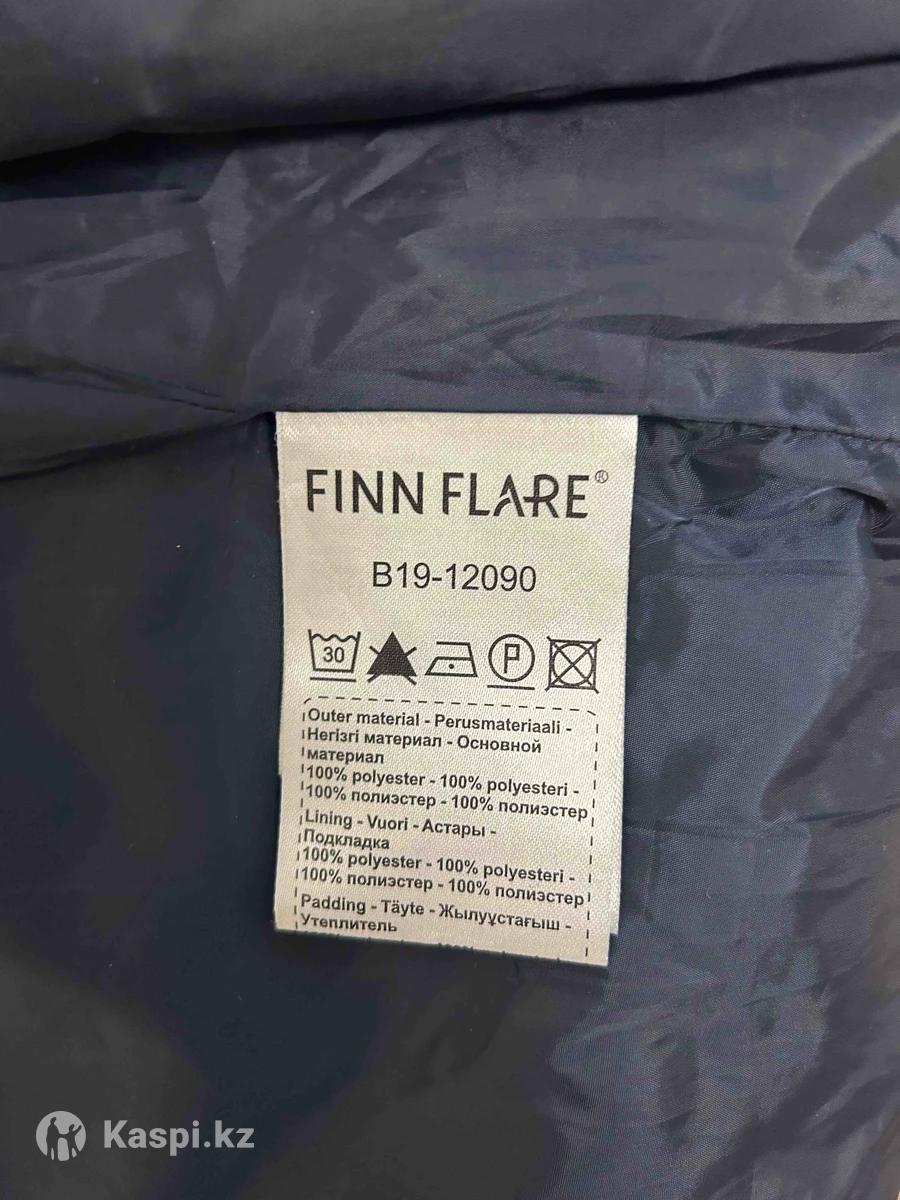 FINN FLARE®
B19-12090
30 P
Outer material - Perusmateriaali -
Негізгі материал - Основной
материал
100% polyester - 100% polyesteri -
100% полиэстер - 100% полиэстер
Lining - Vuori - Астары -
Подкладка
100% polyester - 100% polyesteri -
100% полиэстер - 100% полиэстер
Padding - Täyte - Жылуұстағыш -
Утеплитель
Kaspi.kz